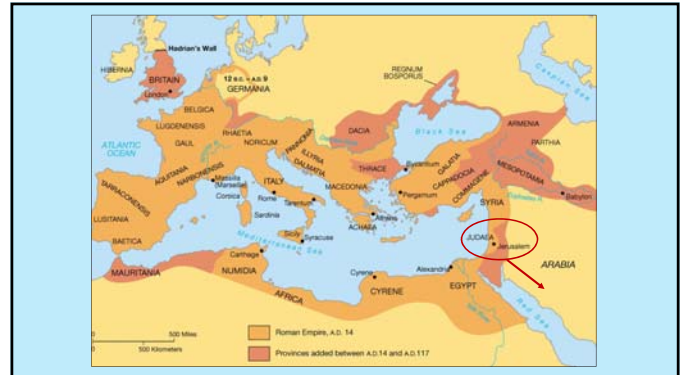 Hadrian's Wall
HIBERNIA
BRITAIN
London
12 B.C. – A.D. 9
GERMANIA
REGNUM
BOSPORUS
Caspian Sea
BELGICA
LUGDENENSIS
GAUL
RHAETIA
NORICUM
PANNONIA
DACIA
Black Sea
ARMENIA
PARTHIA
ATLANTIC
OCEAN
AQUITANIA
NARBONENSIS
ILLYRIA
DALMATIA
THRACE
Byzantium
GALATIA
CAPPADOCIA
COMMAGENE
MESOPOTAMIA
Massilia
(Marseille)
Corsica
ITALY
Rome
Tarentum
MACEDONIA
Pergamum
SYRIA
Euphrates R.
Babylon
TARRACONENSIS
LUSITANIA
BAETICA
Sardinia
Sicily
Syracuse
ACHAEA
Athens
Mediterranean Sea
JUDAEA
Jerusalem
ARABIA
MAURITANIA
Carthage
NUMIDIA
AFRICA
Cyrene
CYRENE
Alexandria
EGYPT
Red Sea
0
500 Miles
0
500 Kilometers
Roman Empire, A.D. 14
Provinces added between A.D.14 and A.D.117